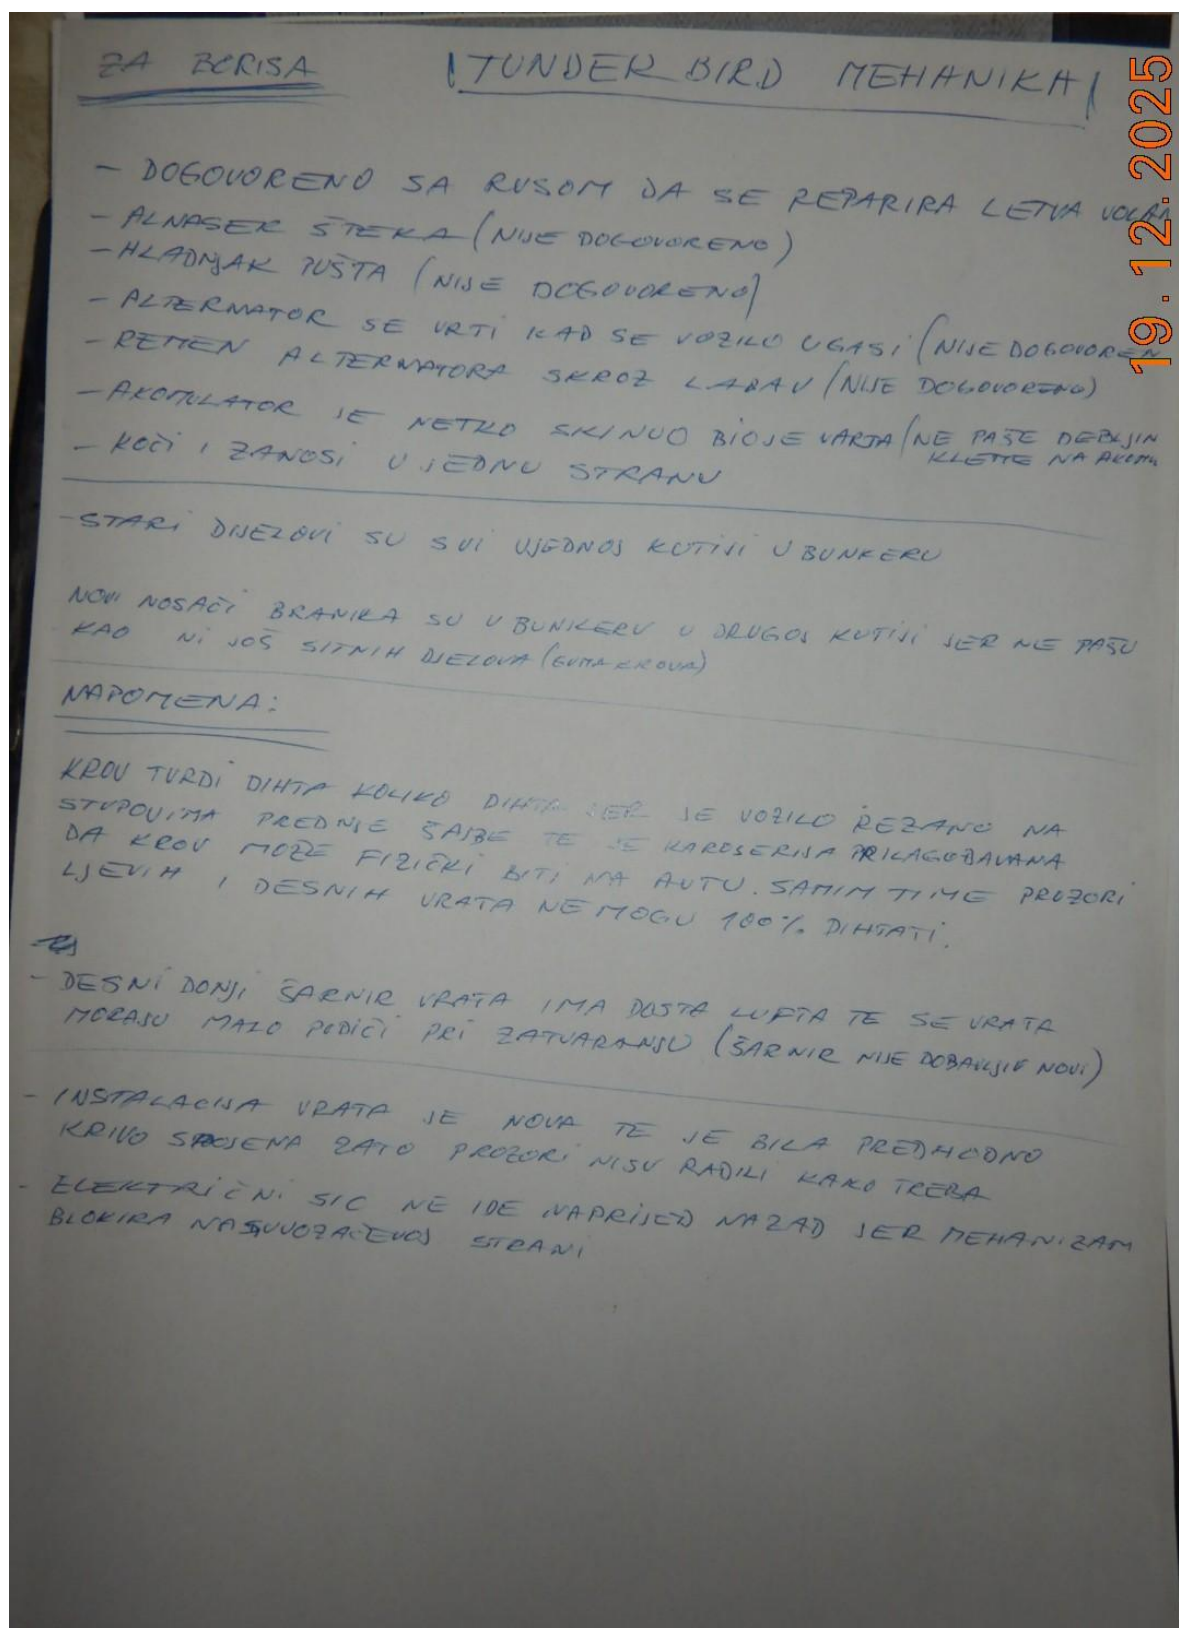 ZA BORISA
TUNDER BIRD MEHANIKA
19.12.2025
- DOGOVORENO SA RUSOM DA SE REPARIRA LETVA VOLAN
- ALNASER ŠTEKA (NIJE DOGOVORENO)
- HLADNJAK PUŠTA (NIJE DOGOVORENO)
- ALTERNATOR SE VRTI KAD SE VOZILO UGASI (NIJE DOGOVOREN
- REMEN ALTERNATORA SKROZ LABAV (NIJE DOGOVORENO)
- AKOMULATOR JE NETKO SKINUO BIO JE VARTA (NE PAŠE DEBLJIN
KLEME NA AKOMU
- KOČI I ZANOSI U JEDNU STRANU
- STARI DIJELOVI SU SVI UJEDNOJ KUTIJI U BUNKERU
NOVI NOSAČI BRANIKA SU U BUNKERU U DRUGOJ KUTIJI JER NE PAŠU
KAO NI JOŠ SITNIH DJELOVA (GUMA KROVA)
NAPOMENA:
KROV TVRDI DIHTA KOLIKO DIHTA JER JE VOZILO REZANO NA
STUPOVIMA PREDNJE ŠAJBE TE JE KAROSERIJA PRILAGOĐAVANA
DA KROV MOŽE FIZIČKI BITI NA AUTU. SAMIM TIME PROZORI
LJEVIH I DESNIH VRATA NE MOGU 100% DIHTATI.
- DESNI DONJI ŠARNIR VRATA IMA DOSTA LUFTA TE SE VRATA
MORAJU MALO PODIČI PRI ZATVARANJU (ŠARNIR NIJE DOBAVLJIV NOVI)
- INSTALACIJA VRATA JE NOVA TE JE BILA PREDHODNO
KRIVO SPOJENA ZATO PROZORI NISU RADILI KAKO TREBA
- ELEKTRIČNI SIC NE IDE NAPRIJED NAZAD JER MEHANIZAM
BLOKIRA NA SUVOZAČEVOJ STRANI